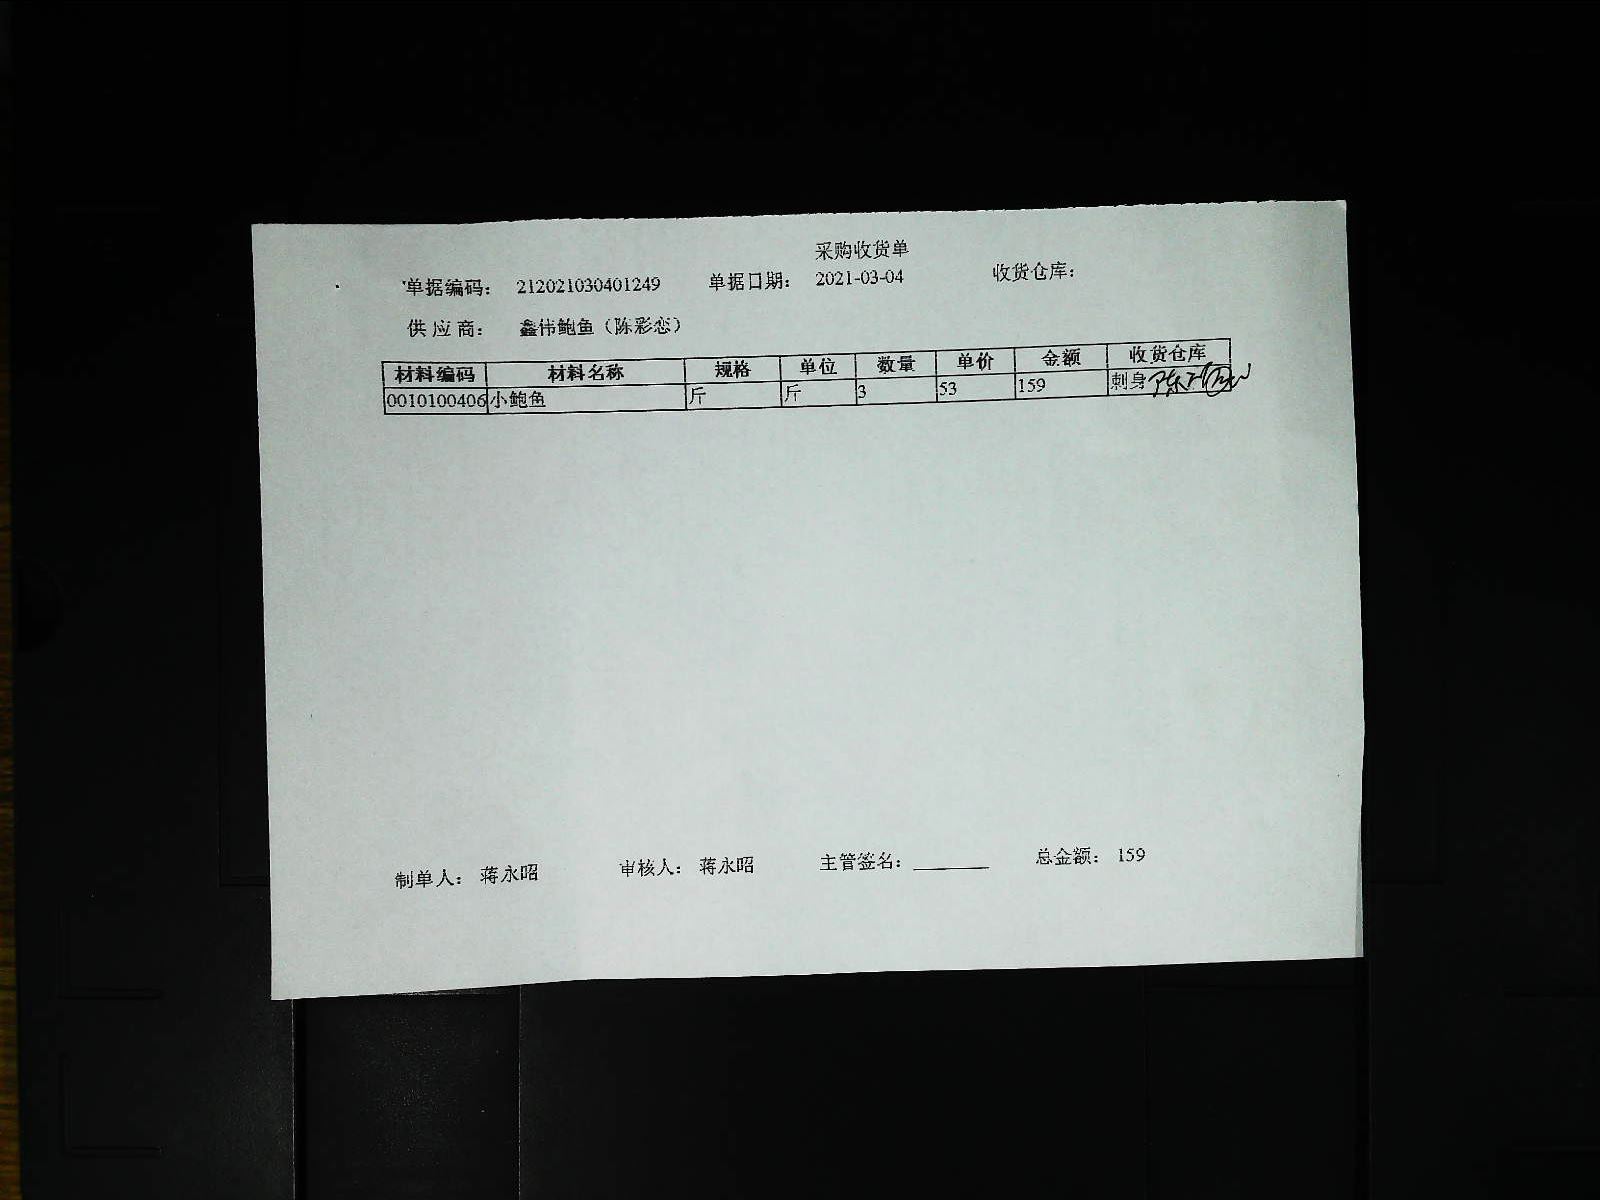 采购收货单
单据编码： 212021030401249 单据日期： 2021-03-04 收货仓库：
供 应 商： 鑫伟鲍鱼（陈彩恋）
材料编码 材料名称 规格 单位 数量 单价 金额 收货仓库
0010100406 小鲍鱼 斤 斤 3 53 159 刺身
制单人： 蒋永昭 审核人： 蒋永昭 主管签名： 总金额： 159